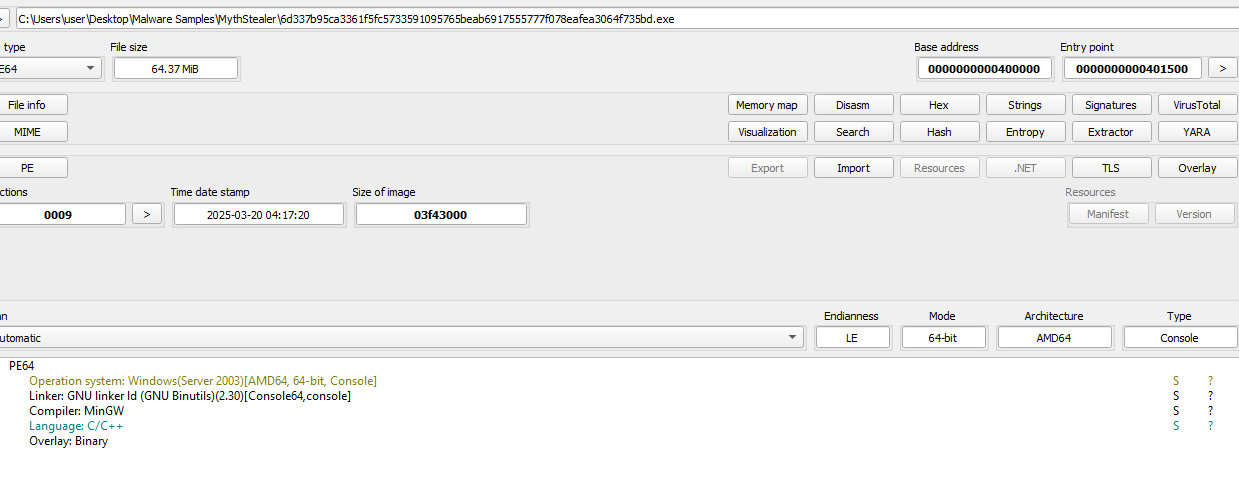 C:\Users\user\Desktop\Malware Samples\MythStealer\6d337b95ca3361f5fc5733591095765beab6917555777f078eafea3064f735bd.exe
type File size Base address Entry point
E64 64.37 MiB 0000000000400000 0000000000401500 >
File info Memory map Disasm Hex Strings Signatures VirusTotal
MIME Visualization Search Hash Entropy Extractor YARA
PE Export Import Resources .NET TLS Overlay
ctions Time date stamp Size of image Resources
0009 > 2025-03-20 04:17:20 03f43000 Manifest Version
an Endianness Mode Architecture Type
utomatic LE 64-bit AMD64 Console
PE64
Operation system: Windows(Server 2003)[AMD64, 64-bit, Console] S ?
Linker: GNU linker ld (GNU Binutils)(2.30)[Console64,console] S ?
Compiler: MinGW S ?
Language: C/C++ S ?
Overlay: Binary